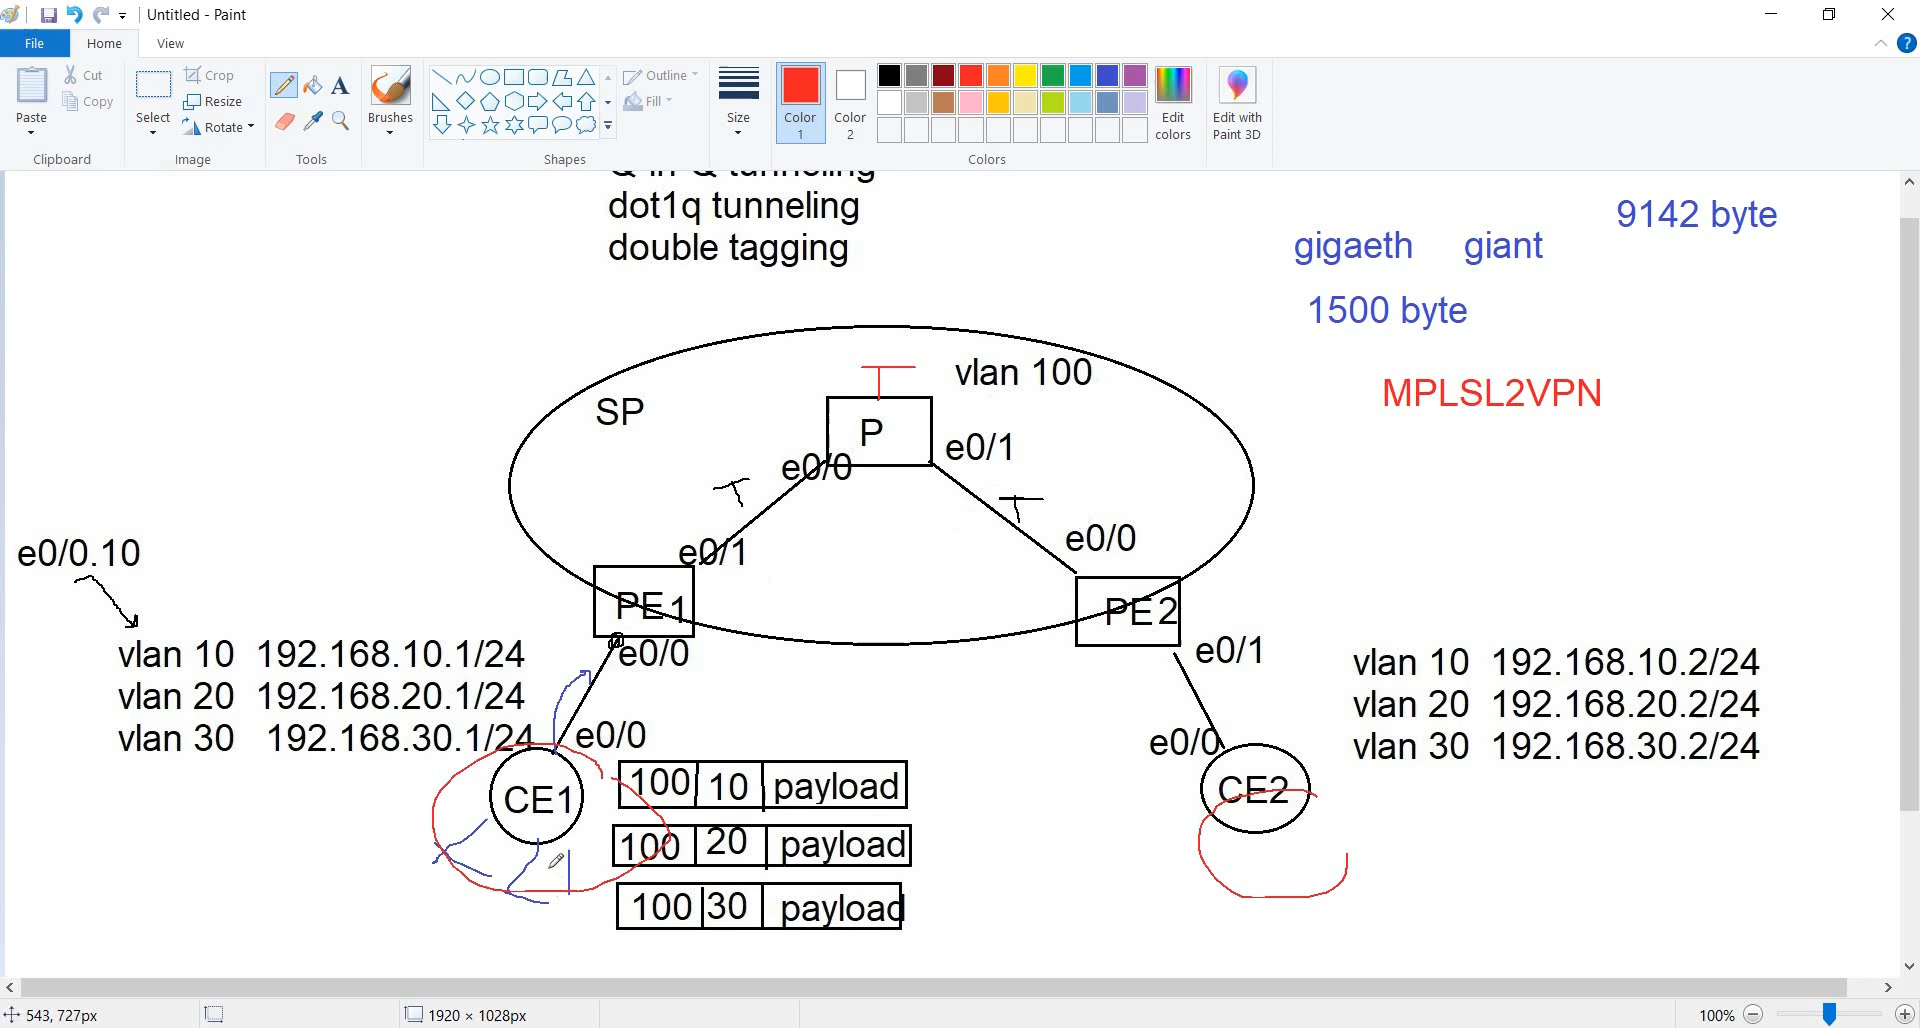 Untitled - Paint
File
Home
View
Paste
Cut
Copy
Clipboard
Select
Crop
Resize
Rotate
Image
Tools
A
Brushes
Outline
Fill
Shapes
Size
Color 1
Color 2
Edit colors
Edit with Paint 3D
Colors
?
Q-in-Q tunneling
dot1q tunneling
double tagging
9142 byte
gigaeth giant
1500 byte
MPLSL2VPN
vlan 100
SP
T
P
e0/0
e0/1
T
T
e0/1
e0/0
e0/0.10
PE1
PE2
e0/0
e0/1
vlan 10 192.168.10.1/24
vlan 20 192.168.20.1/24
vlan 30 192.168.30.1/24
vlan 10 192.168.10.2/24
vlan 20 192.168.20.2/24
vlan 30 192.168.30.2/24
e0/0
e0/0
CE1
CE2
100 10 payload
100 20 payload
100 30 payload
543, 727px
1920 × 1028px
100%